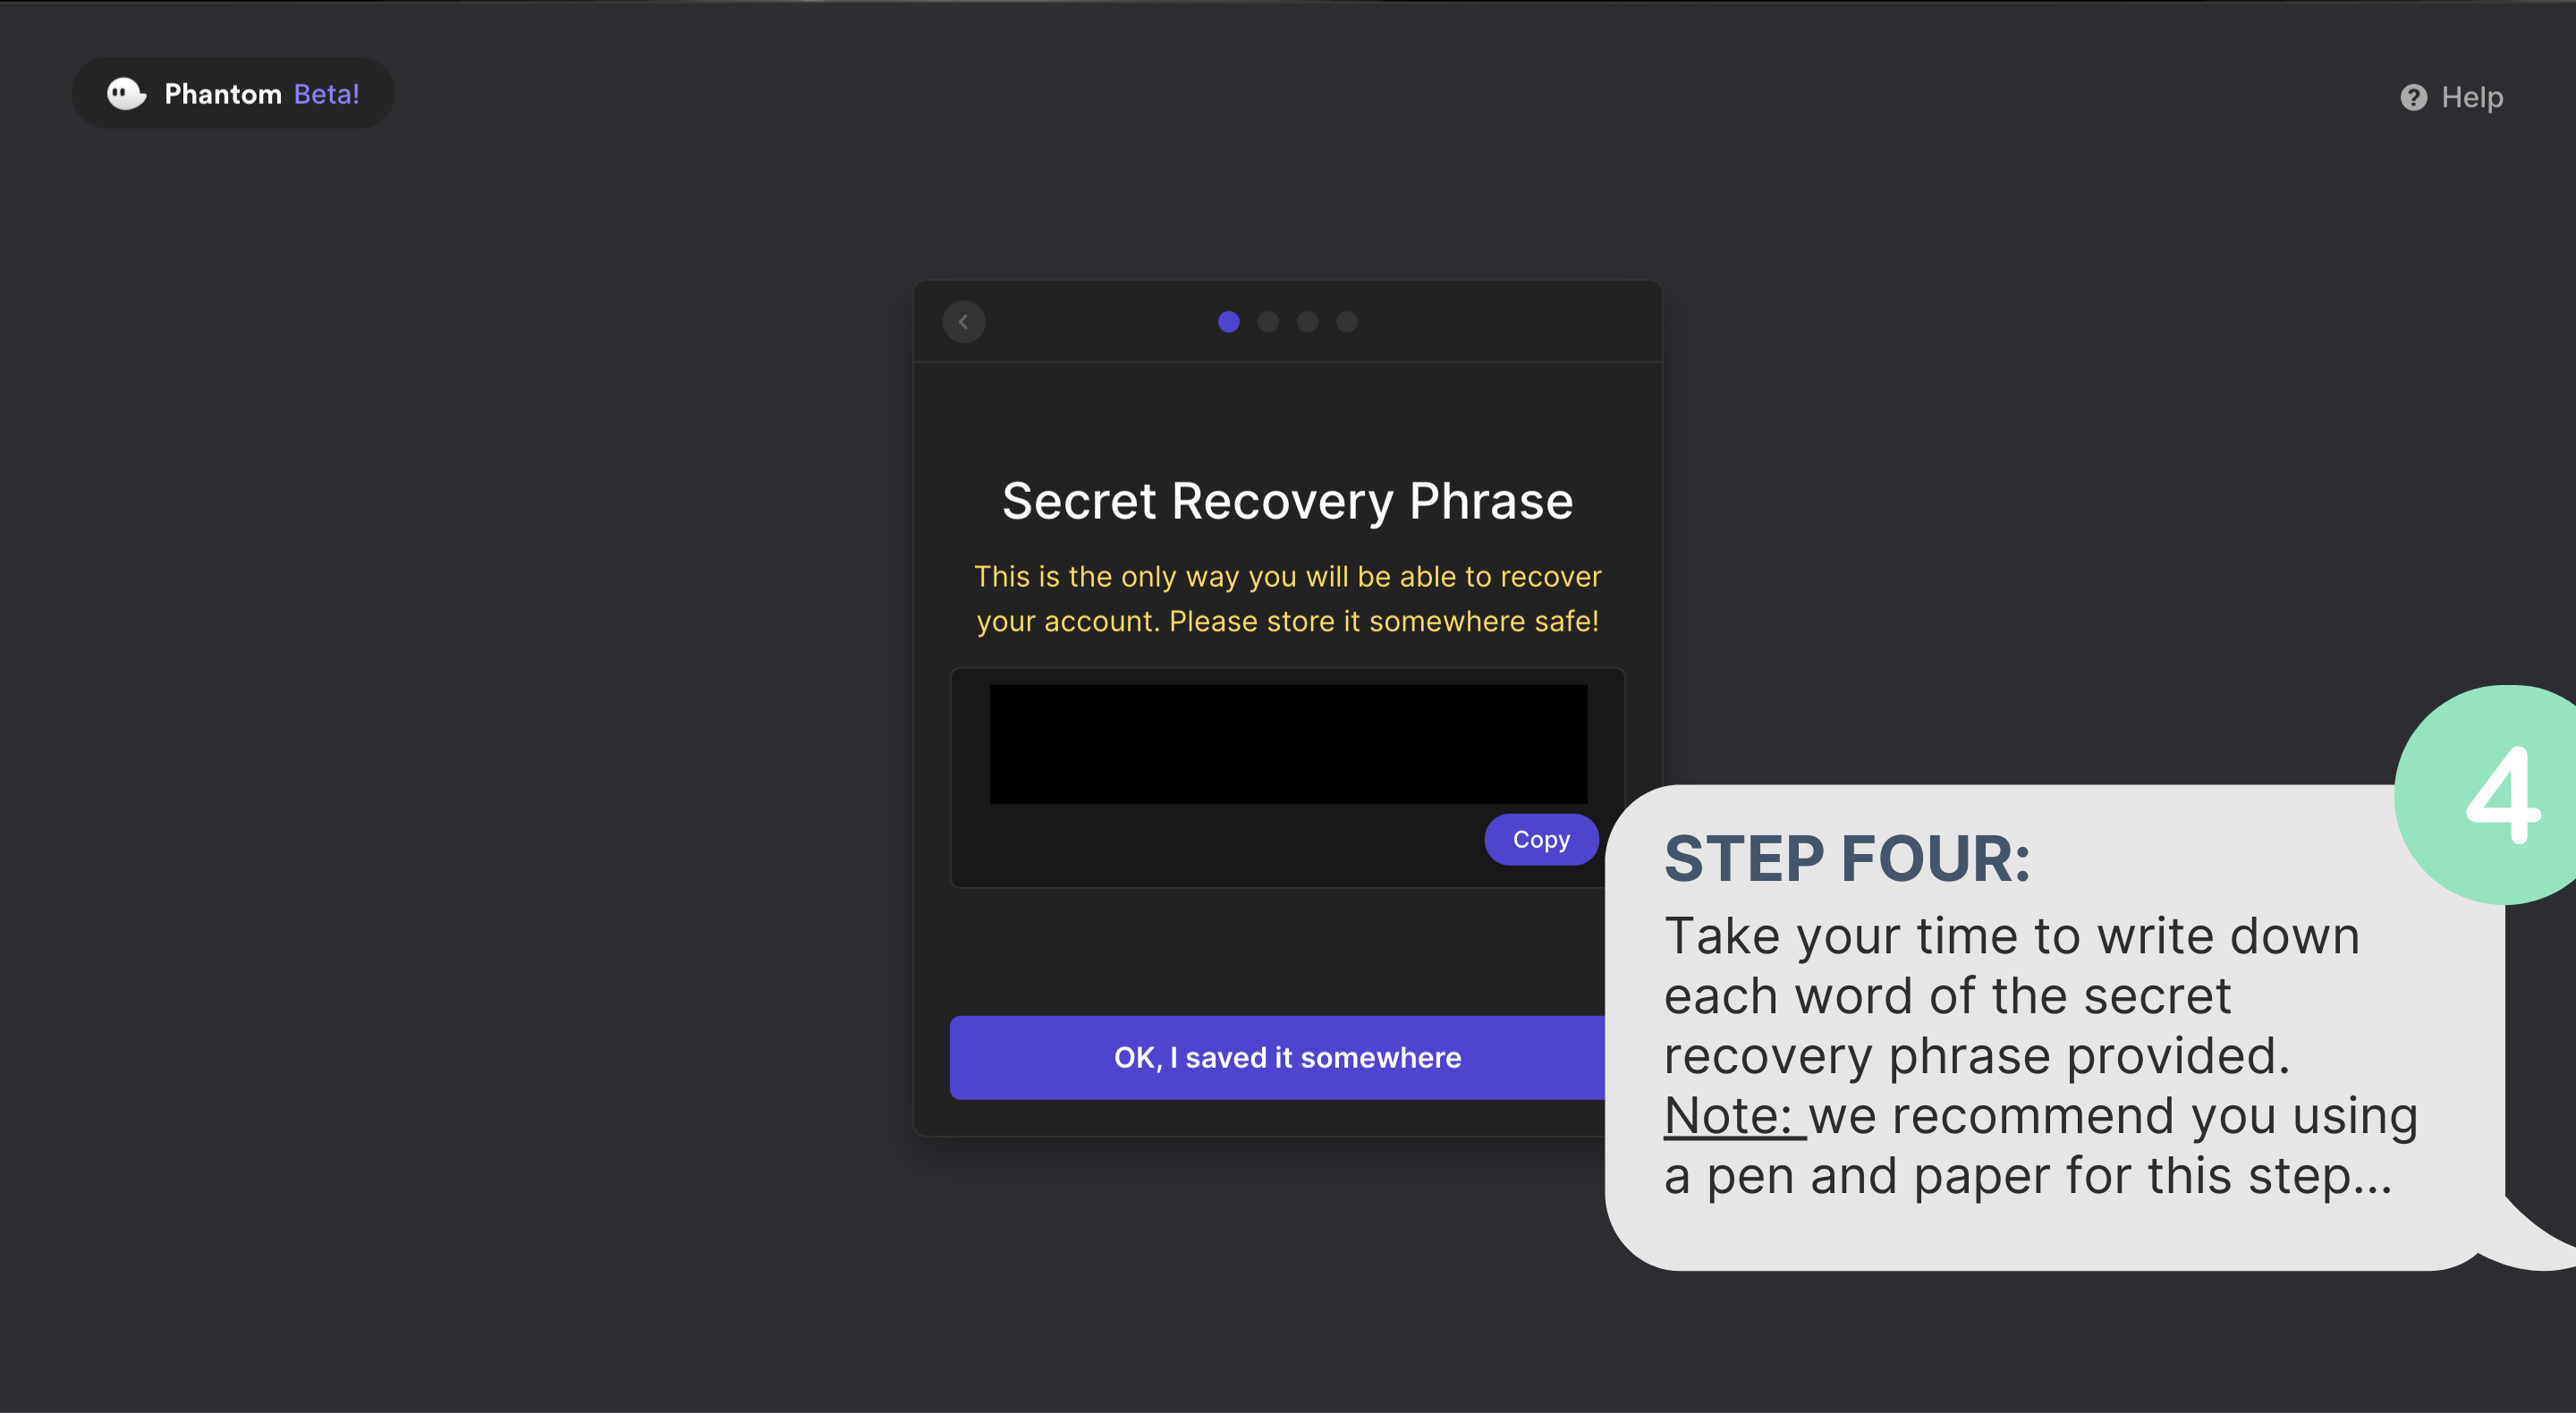 Phantom Beta!
Help
Secret Recovery Phrase
This is the only way you will be able to recover
your account. Please store it somewhere safe!
Copy
OK, I saved it somewhere
4
STEP FOUR:
Take your time to write down
each word of the secret
recovery phrase provided.
Note: we recommend you using
a pen and paper for this step...